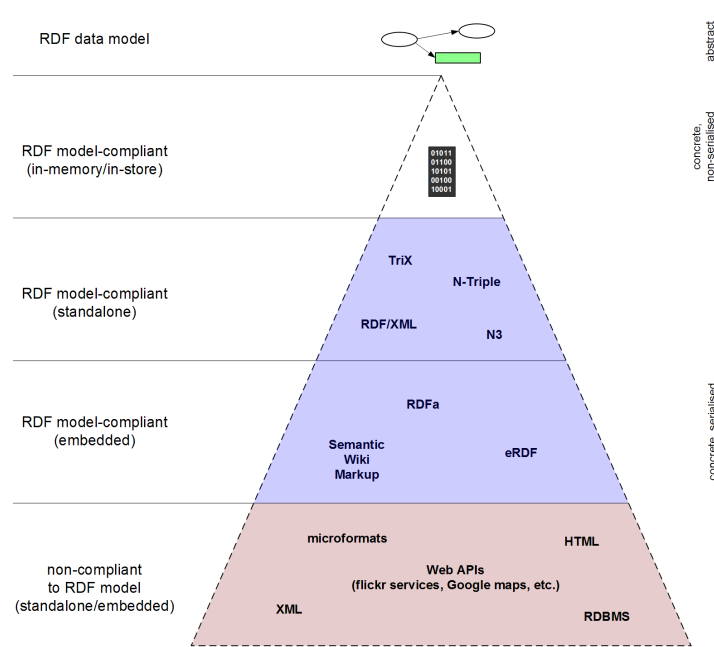 RDF data model
abstract
RDF model-compliant
(in-memory/in-store)
01011
01100
10101
00100
10001
concrete,
non-serialised
RDF model-compliant
(standalone)
TriX
N-Triple
RDF/XML
N3
RDF model-compliant
(embedded)
RDFa
Semantic
Wiki
Markup
eRDF
concrete, serialised
non-compliant
to RDF model
(standalone/embedded)
microformats
HTML
Web APIs
(flickr services, Google maps, etc.)
XML
RDBMS